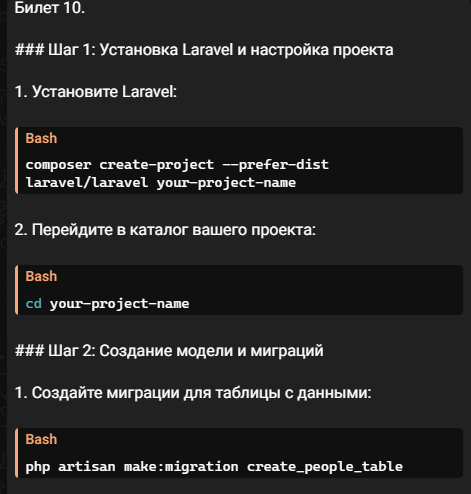 Билет 10.
### Шаг 1: Установка Laravel и настройка проекта
1. Установите Laravel:
Bash
composer create-project --prefer-dist
laravel/laravel your-project-name
2. Перейдите в каталог вашего проекта:
Bash
cd your-project-name
### Шаг 2: Создание модели и миграций
1. Создайте миграции для таблицы с данными:
Bash
php artisan make:migration create_people_table